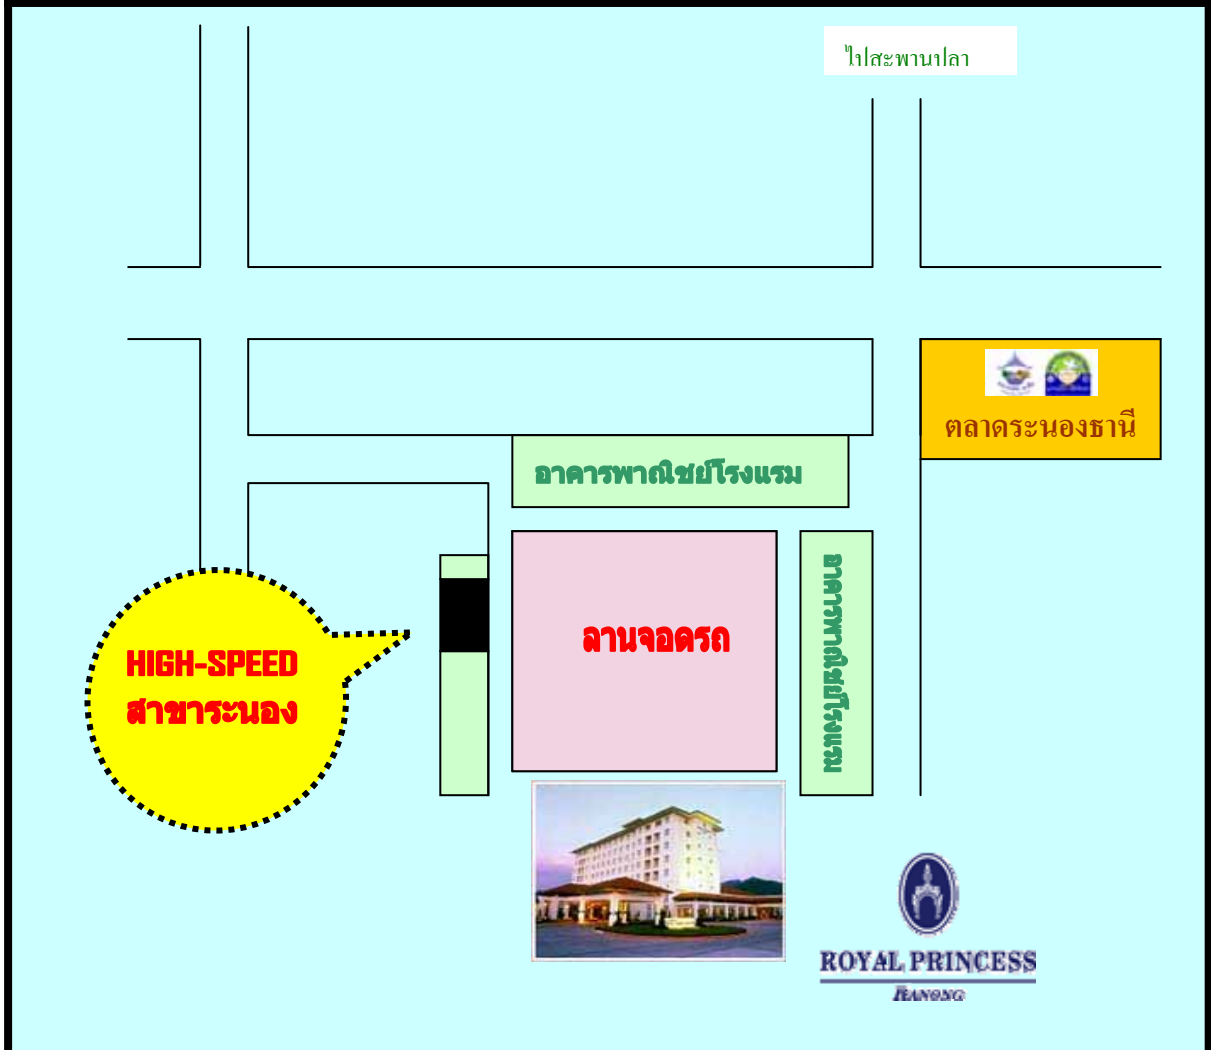 ไปสะพานปลา
ตลาดระนองธานี
อาคารพาณิชย์โรงแรม
อาคารพาณิชย์โรงแรม
ลานจอดรถ
HIGH-SPEED
สาขาระนอง
ROYAL PRINCESS
RANONG